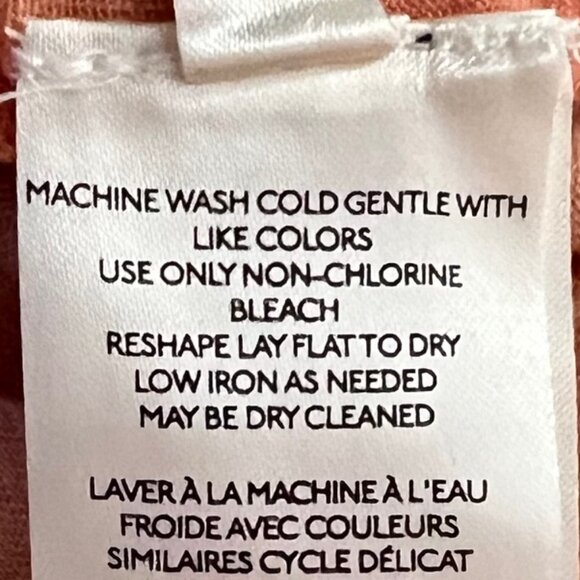 MACHINE WASH COLD GENTLE WITH
LIKE COLORS
USE ONLY NON-CHLORINE
BLEACH
RESHAPE LAY FLAT TO DRY
LOW IRON AS NEEDED
MAY BE DRY CLEANED
LAVER À LA MACHINE À L'EAU
FROIDE AVEC COULEURS
SIMILAIRES CYCLE DÉLICAT